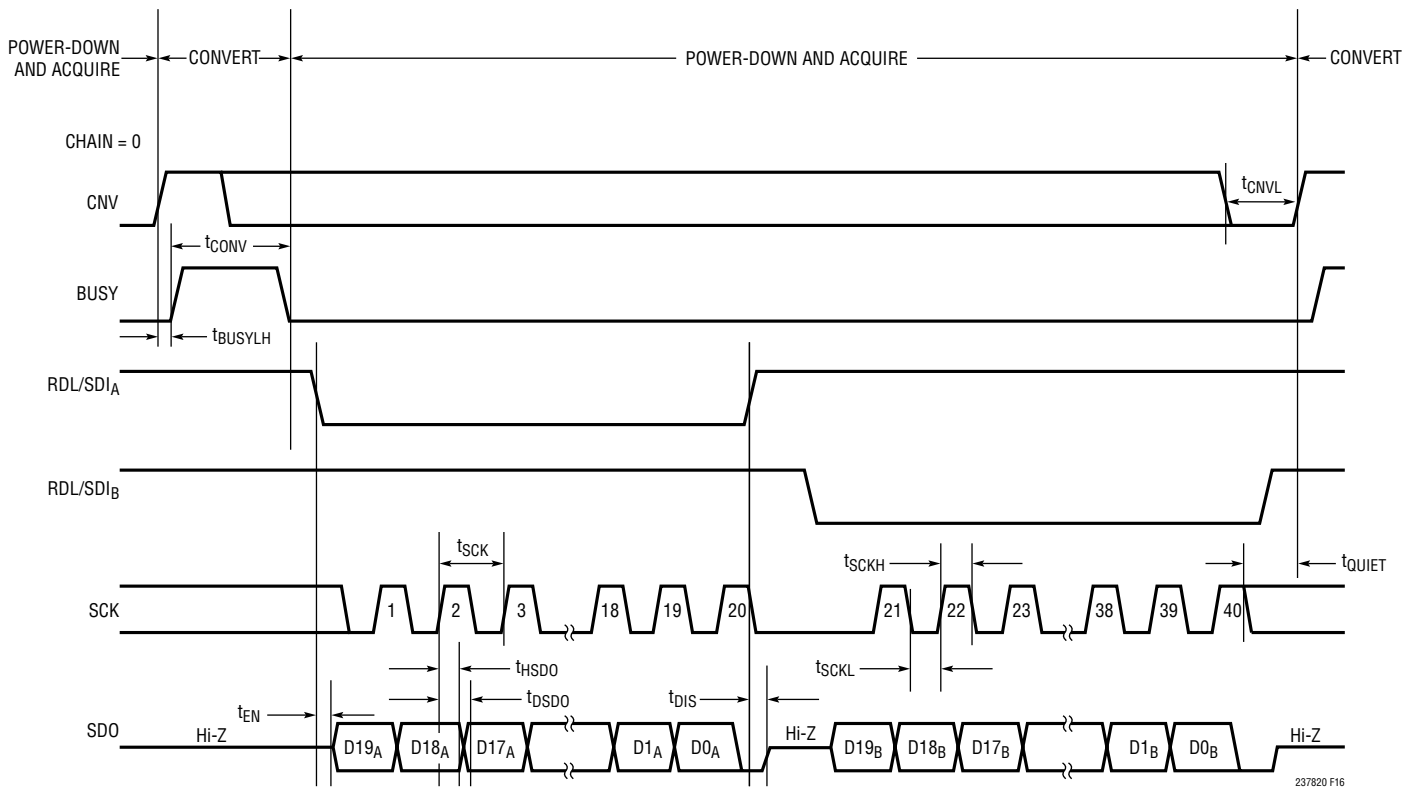 POWER-DOWN
AND ACQUIRE
CONVERT
POWER-DOWN AND ACQUIRE
CONVERT
CHAIN = 0
CNV
tCNVL
tCONV
BUSY
tBUSYLH
RDL/SDIA
RDL/SDIB
tSCK
tSCKH
tQUIET
SCK
1
2
3
18
19
20
21
22
23
38
39
40
tHSDO
tSCKL
tDSDO
tDIS
tEN
SDO
Hi-Z
D19A
D18A
D17A
D1A
D0A
Hi-Z
D19B
D18B
D17B
D1B
D0B
Hi-Z
237820 F16